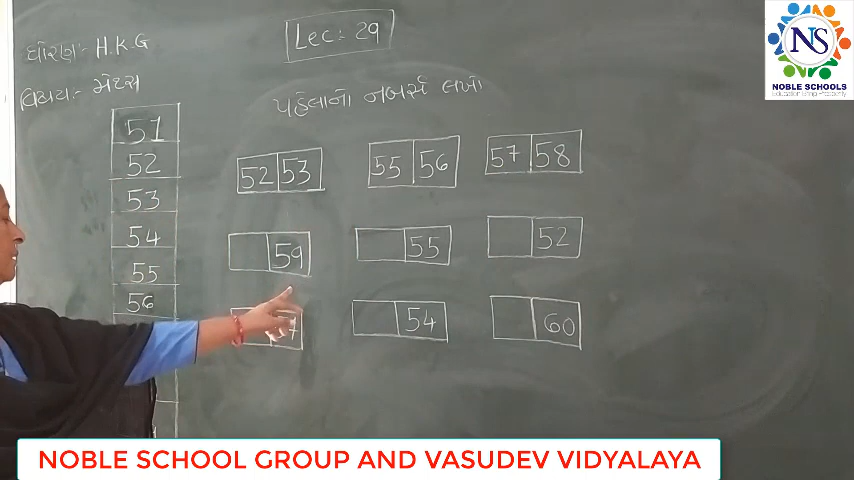 Lec:- 29
ધોરણ:- H.K.G
વિષય:- મેથ્સ
પહેલાનો નંબર્સ લખો
51
52
53
54
55
56
52 53
55 56
57 58
59
55
52
54
60
NS
NOBLE SCHOOLS
NOBLE SCHOOL GROUP AND VASUDEV VIDYALAYA